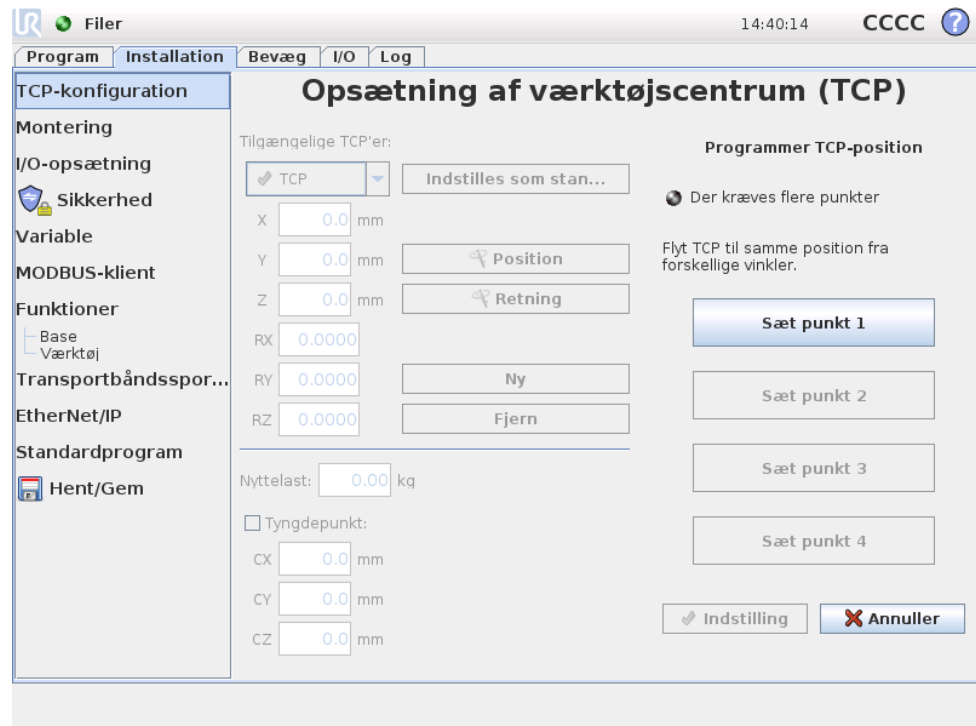 UR Filer 14:40:14 CCCC ?
Program Installation Bevæg I/O Log
TCP-konfiguration
Montering
I/O-opsætning
Sikkerhed
Variable
MODBUS-klient
Funktioner
Base
Værktøj
Transportbåndsspor...
EtherNet/IP
Standardprogram
Hent/Gem
Opsætning af værktøjscentrum (TCP)
Tilgængelige TCP'er:
TCP Indstilles som stan...
X 0.0 mm
Y 0.0 mm Position
Z 0.0 mm Retning
RX 0.0000
RY 0.0000 Ny
RZ 0.0000 Fjern
Nyttelast: 0.00 kg
Tyngdepunkt:
CX 0.0 mm
CY 0.0 mm
CZ 0.0 mm
Programmer TCP-position
Der kræves flere punkter
Flyt TCP til samme position fra
forskellige vinkler.
Sæt punkt 1
Sæt punkt 2
Sæt punkt 3
Sæt punkt 4
Indstilling Annuller